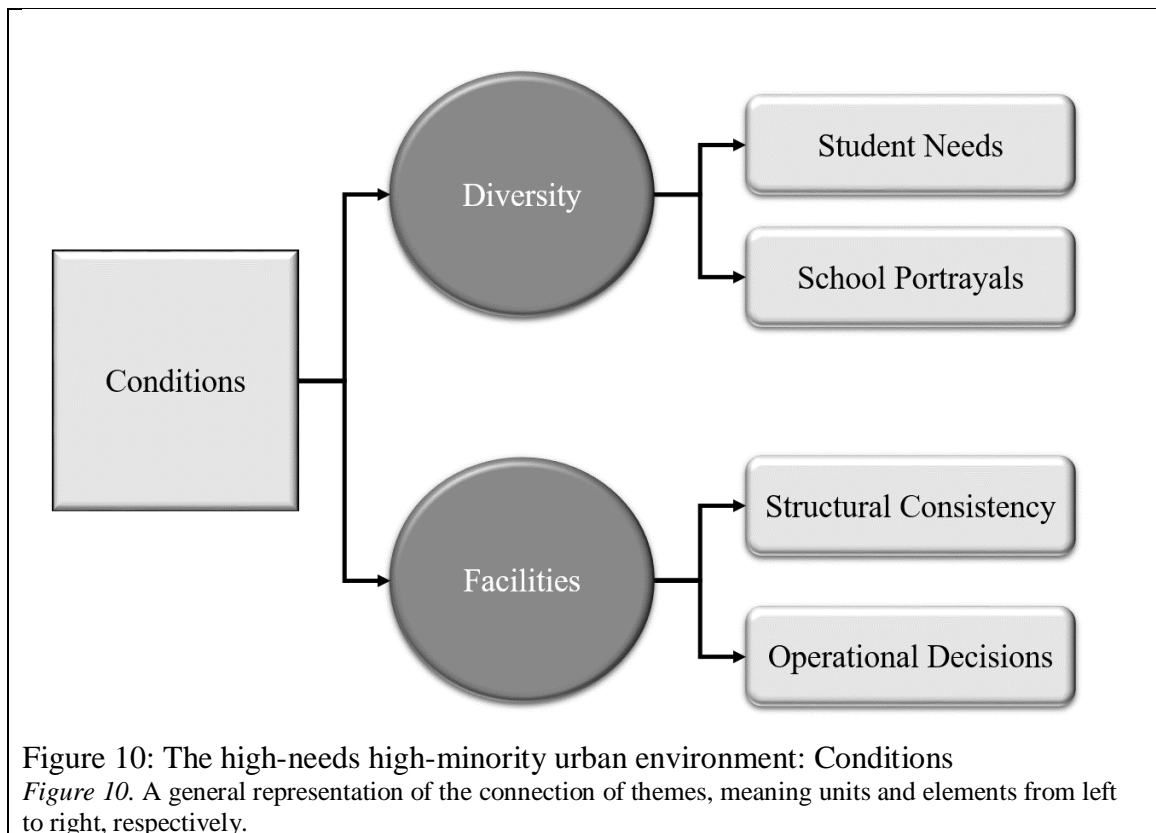 Conditions
Diversity
Student Needs
School Portrayals
Facilities
Structural Consistency
Operational Decisions
Figure 10: The high-needs high-minority urban environment: Conditions
Figure 10. A general representation of the connection of themes, meaning units and elements from left
to right, respectively.